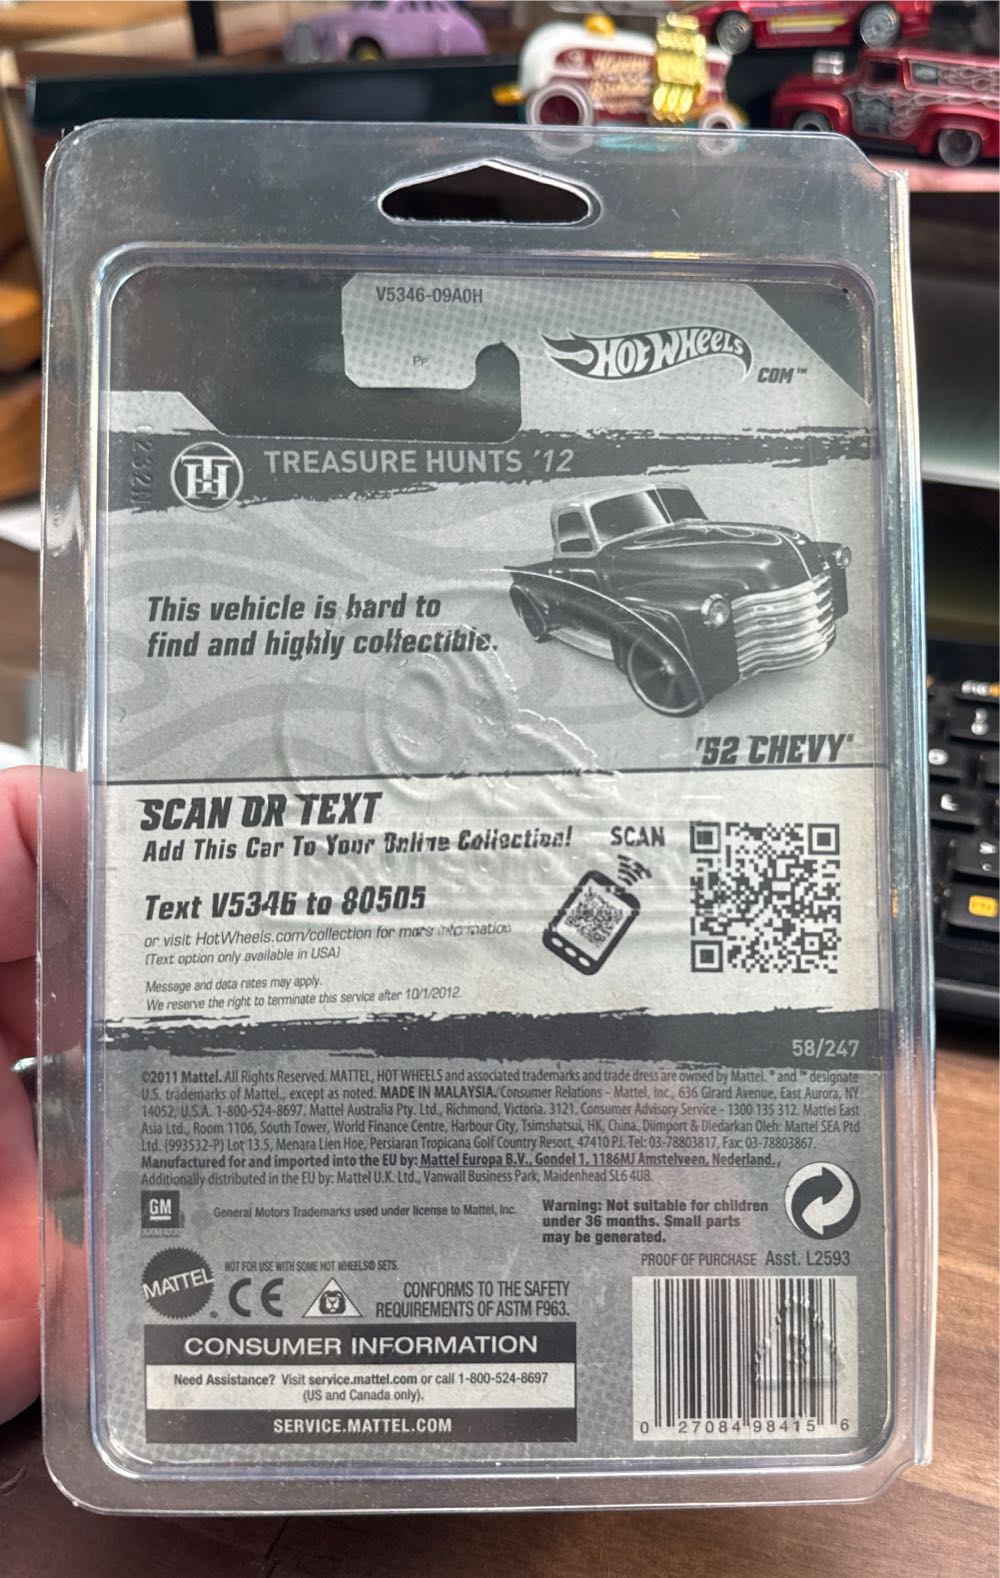 V5346-09A0H
Pp
HOT WHEELS
.COM™
232N
TH TREASURE HUNTS '12
This vehicle is hard to
find and highly collectible.
'52 CHEVY®
SCAN OR TEXT
Add This Car To Your Online Collection!
SCAN
Text V5346 to 80505
or visit HotWheels.com/collection for more information
(Text option only available in USA)
Message and data rates may apply.
We reserve the right to terminate this service after 10/1/2012.
58/247
©2011 Mattel. All Rights Reserved. MATTEL, HOT WHEELS and associated trademarks and trade dress are owned by Mattel. ® and ™ designate
U.S. trademarks of Mattel., except as noted. MADE IN MALAYSIA. Consumer Relations - Mattel, Inc., 636 Girard Avenue, East Aurora, NY
14052, U.S.A. 1-800-524-8697. Mattel Australia Pty. Ltd., Richmond, Victoria. 3121. Consumer Advisory Service - 1300 135 312. Mattel East
Asia Ltd., Room 1106, South Tower, World Finance Centre, Harbour City, Tsimshatsui, HK, China. Diimport & Diedarkan Oleh: Mattel SEA Ptd
Ltd. (993532-P) Lot 13.5, Menara Lien Hoe, Persiaran Tropicana Golf Country Resort, 47410 PJ. Tel: 03-78803817, Fax: 03-78803867.
Manufactured for and imported into the EU by: Mattel Europa B.V., Gondel 1, 1186MJ Amstelveen, Nederland.,
Additionally distributed in the EU by: Mattel U.K. Ltd., Vanwall Business Park, Maidenhead SL6 4UB.
GM
General Motors Trademarks used under license to Mattel, Inc.
Warning: Not suitable for children
under 36 months. Small parts
may be generated.
PROOF OF PURCHASE Asst. L2593
NOT FOR USE WITH SOME HOT WHEELS® SETS.
MATTEL
CE
CONFORMS TO THE SAFETY
REQUIREMENTS OF ASTM F963.
CONSUMER INFORMATION
Need Assistance? Visit service.mattel.com or call 1-800-524-8697
(US and Canada only).
SERVICE.MATTEL.COM
0 27084 98415 6